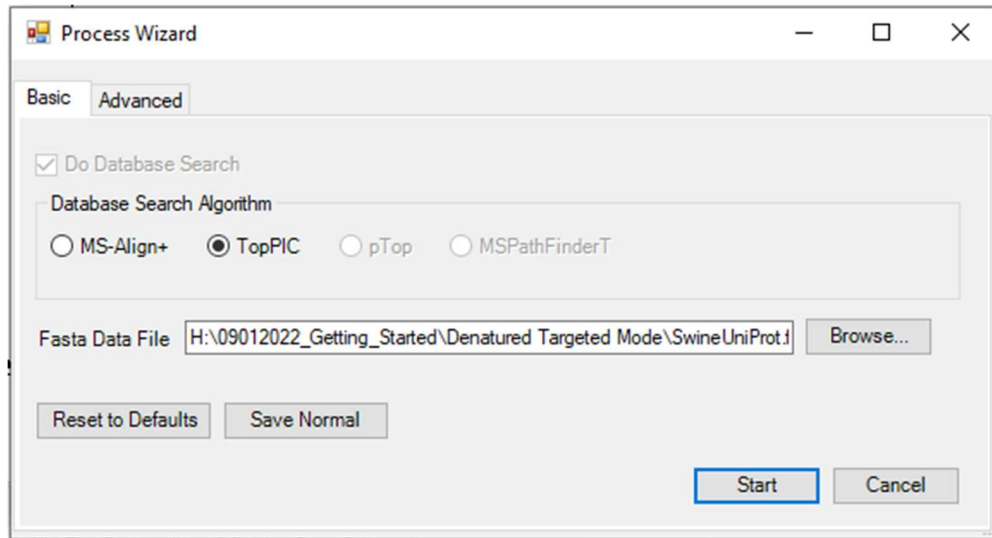 Process Wizard
Basic Advanced
Do Database Search
Database Search Algorithm
MS-Align+ TopPIC pTop MSPathFinderT
Fasta Data File H:\09012022_Getting_Started\Denatured Targeted Mode\SwineUniProt.f Browse...
Reset to Defaults Save Normal
Start Cancel